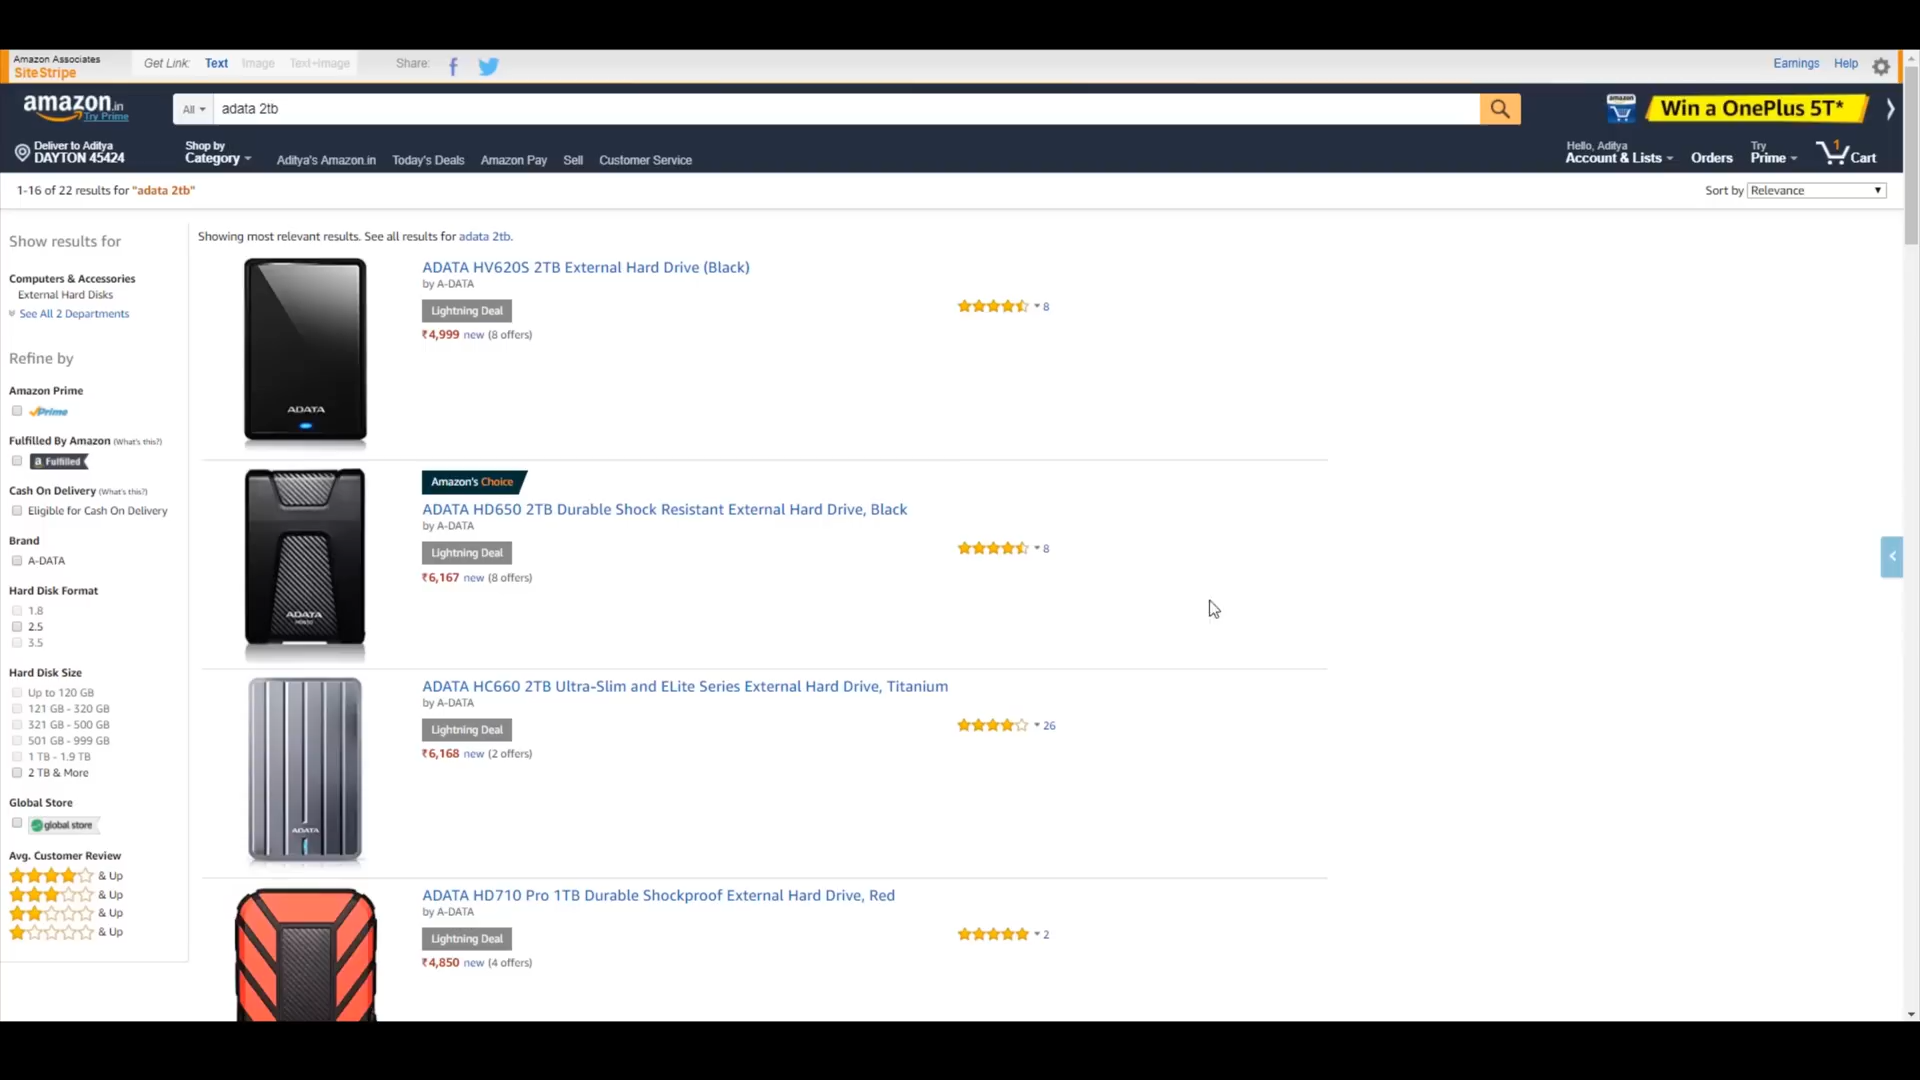 Amazon Associates
SiteStripe
Get Link: Text Image Text+Image
Share:
Earnings Help
amazon.in
Try Prime
All
adata 2tb
amazon
Win a OnePlus 5T*
Deliver to Aditya
DAYTON 45424
Shop by
Category
Aditya's Amazon.in Today's Deals Amazon Pay Sell Customer Service
Hello, Aditya
Account & Lists
Orders
Try
Prime
1
Cart
1-16 of 22 results for "adata 2tb"
Sort by Relevance
Show results for
Computers & Accessories
External Hard Disks
See All 2 Departments
Refine by
Amazon Prime
Prime
Fulfilled By Amazon (What's this?)
a Fulfilled
Cash On Delivery (What's this?)
Eligible for Cash On Delivery
Brand
A-DATA
Hard Disk Format
1.8
2.5
3.5
Hard Disk Size
Up to 120 GB
121 GB - 320 GB
321 GB - 500 GB
501 GB - 999 GB
1 TB - 1.9 TB
2 TB & More
Global Store
global store
Avg. Customer Review
& Up
& Up
& Up
& Up
Showing most relevant results. See all results for adata 2tb.
ADATA
ADATA HV620S 2TB External Hard Drive (Black)
by A-DATA
Lightning Deal
₹4,999 new (8 offers)
8
ADATA
Amazon's Choice
ADATA HD650 2TB Durable Shock Resistant External Hard Drive, Black
by A-DATA
Lightning Deal
₹6,167 new (8 offers)
8
ADATA
ADATA HC660 2TB Ultra-Slim and ELite Series External Hard Drive, Titanium
by A-DATA
Lightning Deal
₹6,168 new (2 offers)
26
ADATA HD710 Pro 1TB Durable Shockproof External Hard Drive, Red
by A-DATA
Lightning Deal
₹4,850 new (4 offers)
2